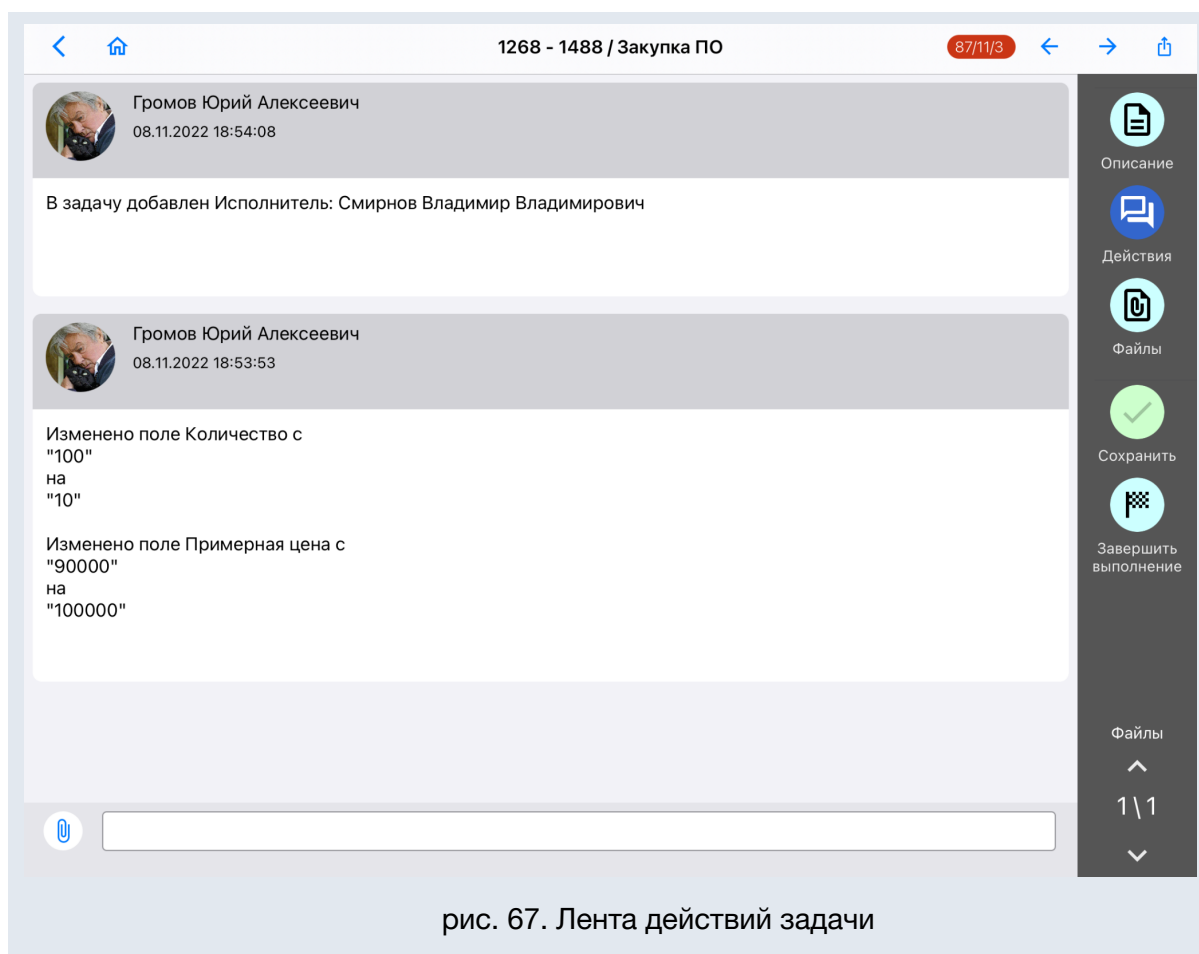 1268 - 1488 / Закупка ПО
87/11/3
Громов Юрий Алексеевич
08.11.2022 18:54:08
В задачу добавлен Исполнитель: Смирнов Владимир Владимирович
Громов Юрий Алексеевич
08.11.2022 18:53:53
Изменено поле Количество с
"100"
на
"10"
Изменено поле Примерная цена с
"90000"
на
"100000"
Описание
Действия
Файлы
Сохранить
Завершить
выполнение
Файлы
1\1
рис. 67. Лента действий задачи